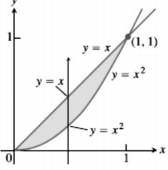 y
1
(1, 1)
y = x
y = x²
y = x
y = x²
0
1
x